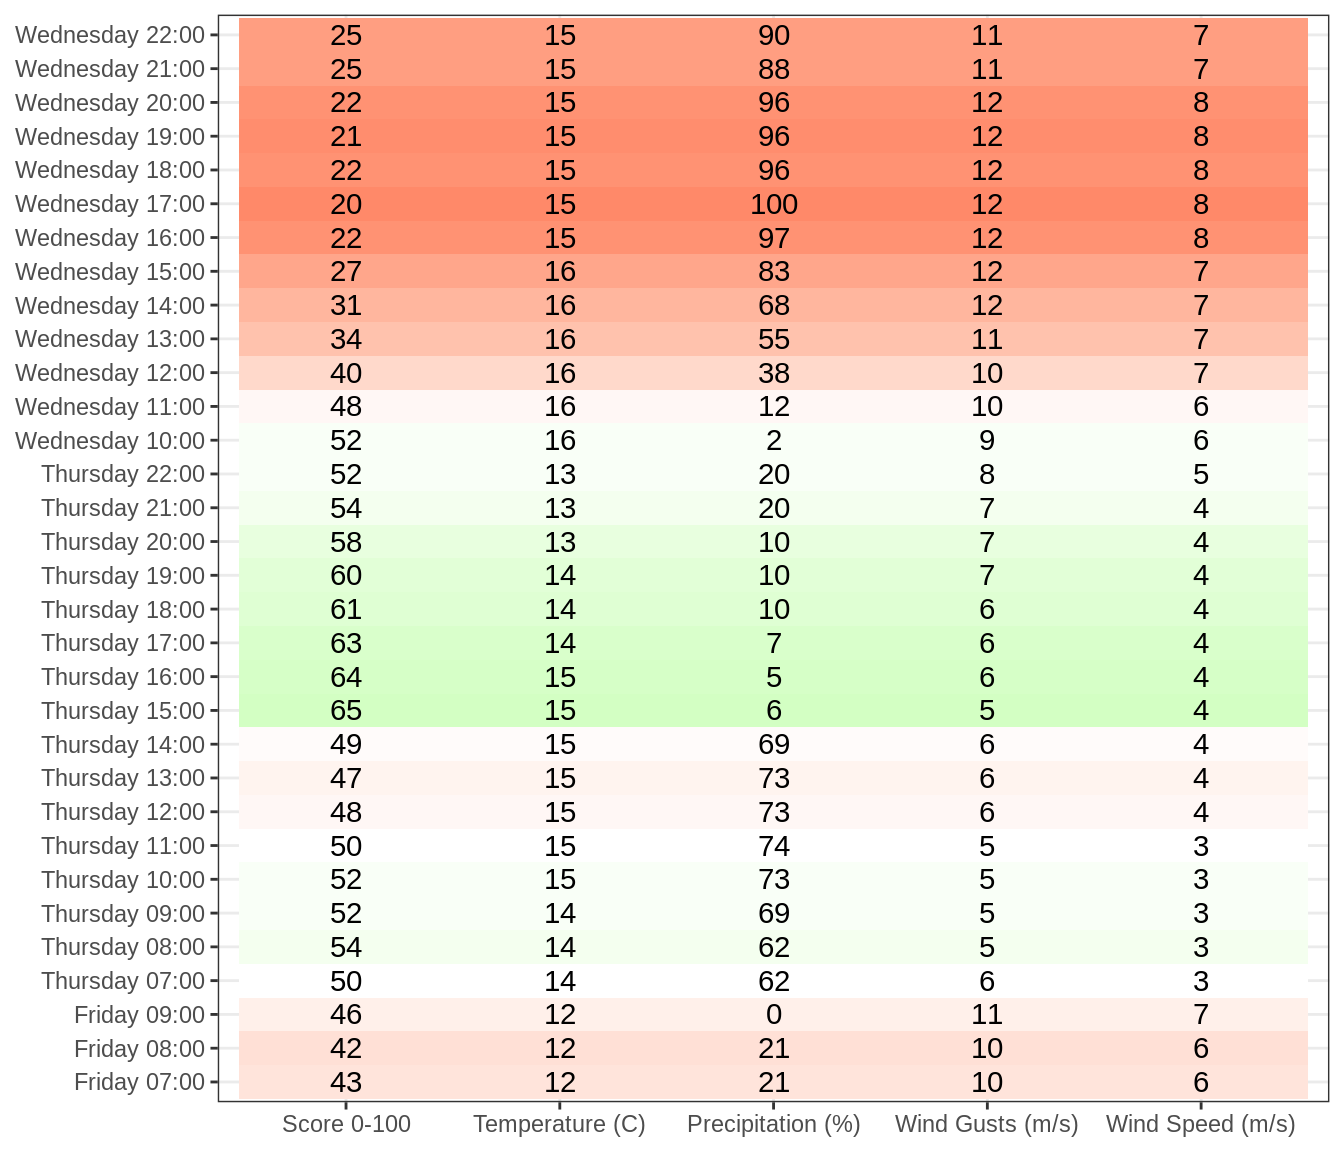 Wednesday 22:00 25 15 90 11 7
Wednesday 21:00 25 15 88 11 7
Wednesday 20:00 22 15 96 12 8
Wednesday 19:00 21 15 96 12 8
Wednesday 18:00 22 15 96 12 8
Wednesday 17:00 20 15 100 12 8
Wednesday 16:00 22 15 97 12 8
Wednesday 15:00 27 16 83 12 7
Wednesday 14:00 31 16 68 12 7
Wednesday 13:00 34 16 55 11 7
Wednesday 12:00 40 16 38 10 7
Wednesday 11:00 48 16 12 10 6
Wednesday 10:00 52 16 2 9 6
Thursday 22:00 52 13 20 8 5
Thursday 21:00 54 13 20 7 4
Thursday 20:00 58 13 10 7 4
Thursday 19:00 60 14 10 7 4
Thursday 18:00 61 14 10 6 4
Thursday 17:00 63 14 7 6 4
Thursday 16:00 64 15 5 6 4
Thursday 15:00 65 15 6 5 4
Thursday 14:00 49 15 69 6 4
Thursday 13:00 47 15 73 6 4
Thursday 12:00 48 15 73 6 4
Thursday 11:00 50 15 74 5 3
Thursday 10:00 52 15 73 5 3
Thursday 09:00 52 14 69 5 3
Thursday 08:00 54 14 62 5 3
Thursday 07:00 50 14 62 6 3
Friday 09:00 46 12 0 11 7
Friday 08:00 42 12 21 10 6
Friday 07:00 43 12 21 10 6
Score 0-100 Temperature (C) Precipitation (%) Wind Gusts (m/s) Wind Speed (m/s)